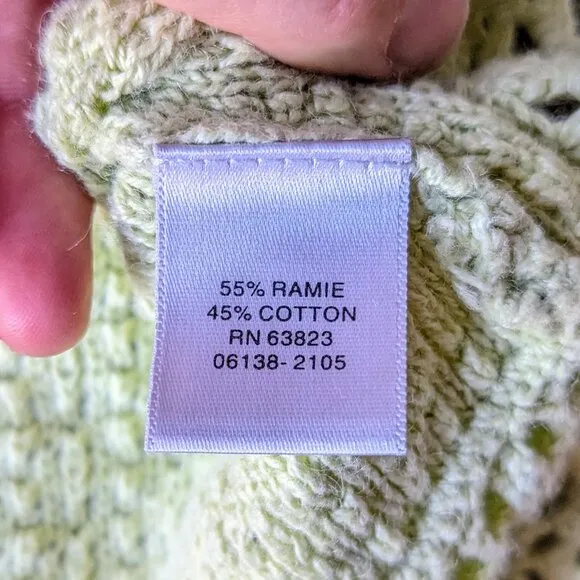 55% RAMIE
45% COTTON
RN 63823
06138- 2105